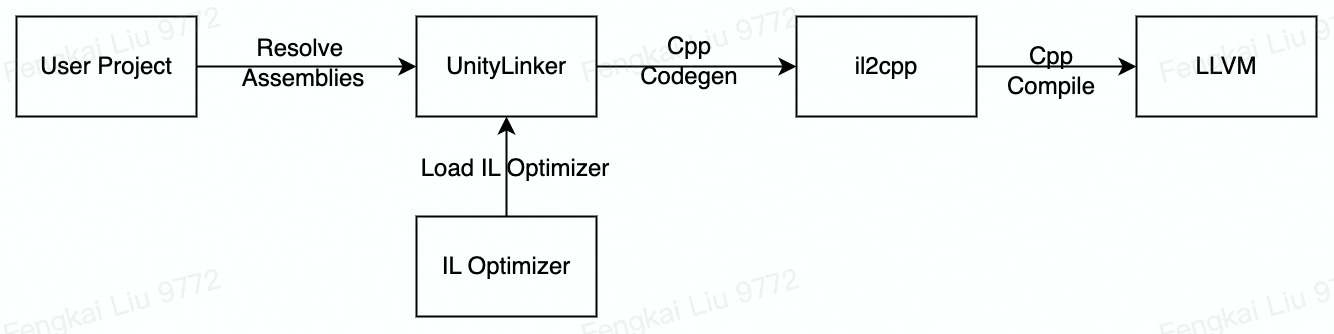 Resolve
Assemblies
Cpp
Codegen
Cpp
Compile
User Project
UnityLinker
il2cpp
LLVM
Load IL Optimizer
IL Optimizer
Fengkai Liu 9772
Fengkai Liu 9772
Fengkai Liu 9772
Fengkai Liu 9772
Fengkai Liu 9772
Fengkai Liu 97